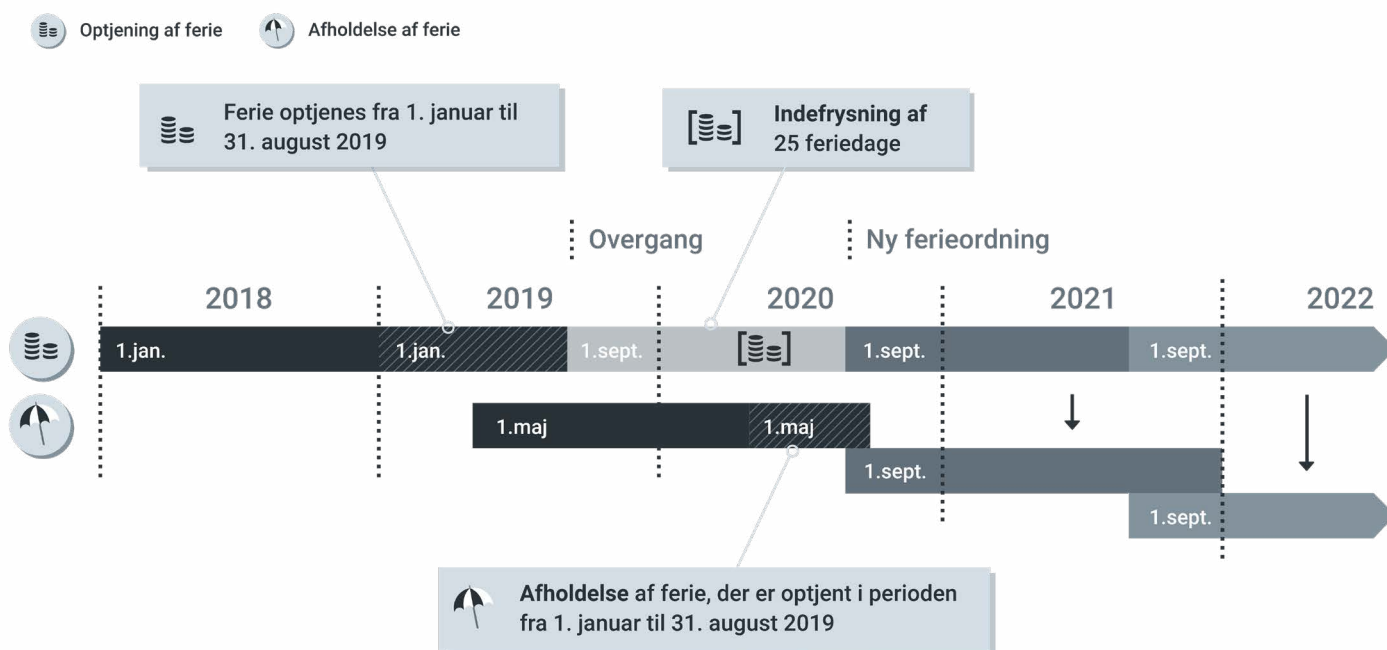 Optjening af ferie
Afholdelse af ferie
Ferie optjenes fra 1. januar til
31. august 2019
Indefrysning af
25 feriedage
Overgang
Ny ferieordning
2018
2019
2020
2021
2022
1.jan.
1.jan.
1.sept.
1.sept.
1.sept.
1.maj
1.maj
1.sept.
1.sept.
Afholdelse af ferie, der er optjent i perioden
fra 1. januar til 31. august 2019